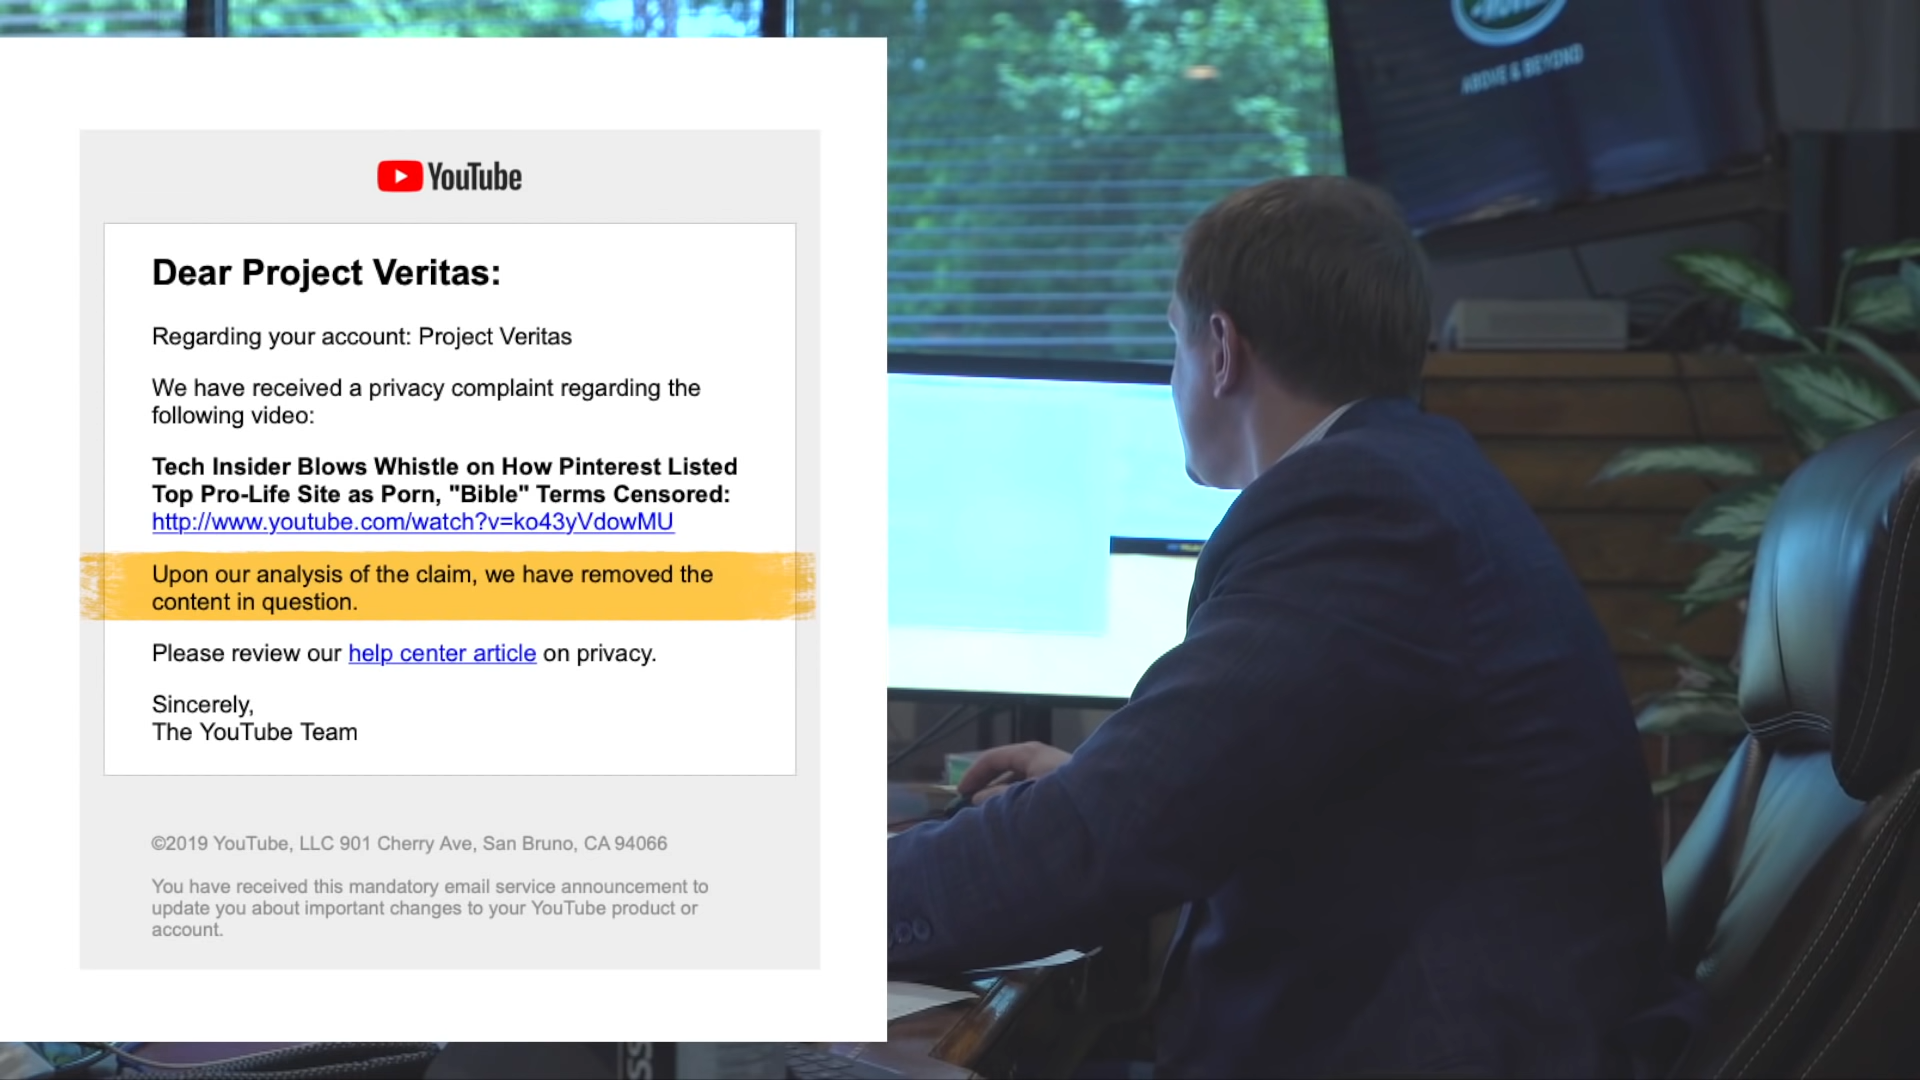 YouTube
Dear Project Veritas:
Regarding your account: Project Veritas
We have received a privacy complaint regarding the
following video:
Tech Insider Blows Whistle on How Pinterest Listed
Top Pro-Life Site as Porn, "Bible" Terms Censored:
http://www.youtube.com/watch?v=ko43yVdowMU
Upon our analysis of the claim, we have removed the
content in question.
Please review our help center article on privacy.
Sincerely,
The YouTube Team
©2019 YouTube, LLC 901 Cherry Ave, San Bruno, CA 94066
You have received this mandatory email service announcement to
update you about important changes to your YouTube product or
account.
ABOVE & BEYOND